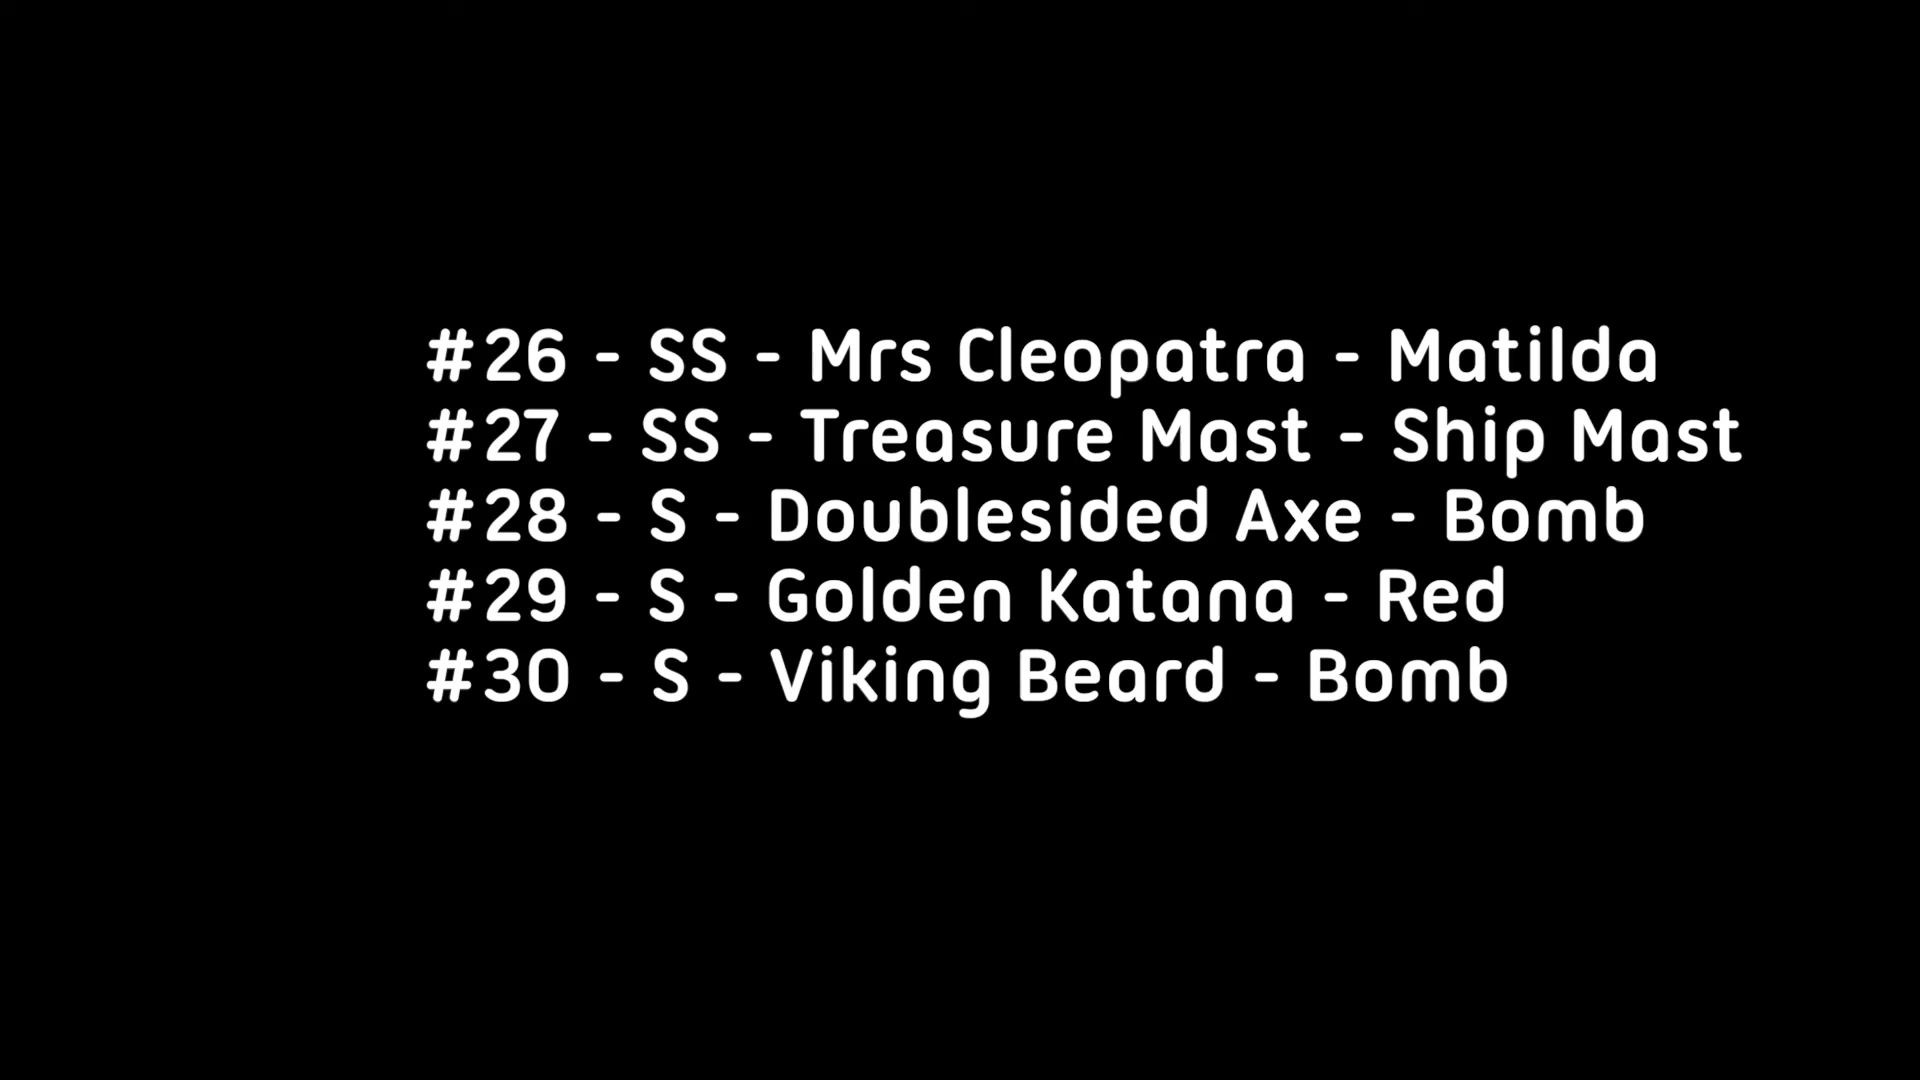 #26 - SS - Mrs Cleopatra - Matilda
#27 - SS - Treasure Mast - Ship Mast
#28 - S - Doublesided Axe - Bomb
#29 - S - Golden Katana - Red
#30 - S - Viking Beard - Bomb